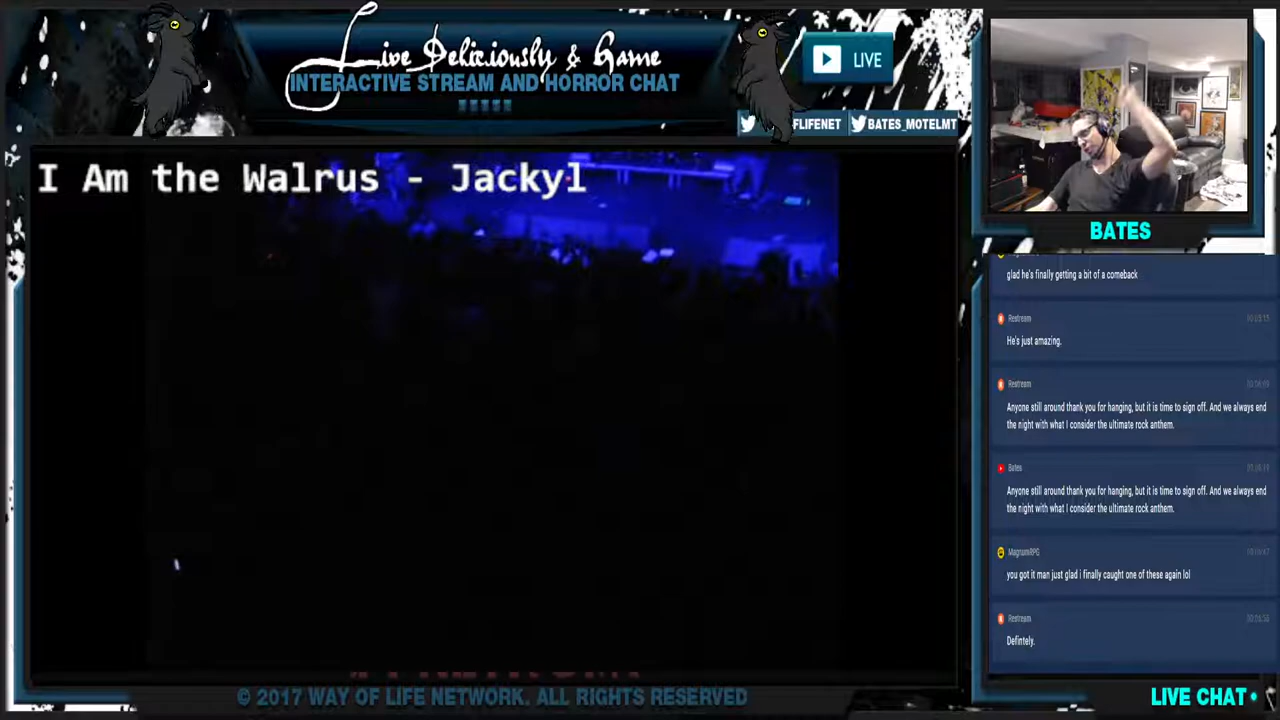 Live Deliciously & Game
INTERACTIVE STREAM AND HORROR CHAT
LIVE
FLIFENET
BATES_MOTELMT
I Am the Walrus - Jackyl
BATES
glad he's finally getting a bit of a comeback
Restream
He's just amazing.
Restream
Anyone still around thank you for hanging, but it is time to sign off. And we always end
the night with what I consider the ultimate rock anthem.
Bates
Anyone still around thank you for hanging, but it is time to sign off. And we always end
the night with what I consider the ultimate rock anthem.
MagnumRPG
you got it man just glad i finally caught one of these again lol
Restream
Defintely.
© 2017 WAY OF LIFE NETWORK. ALL RIGHTS RESERVED
LIVE CHAT